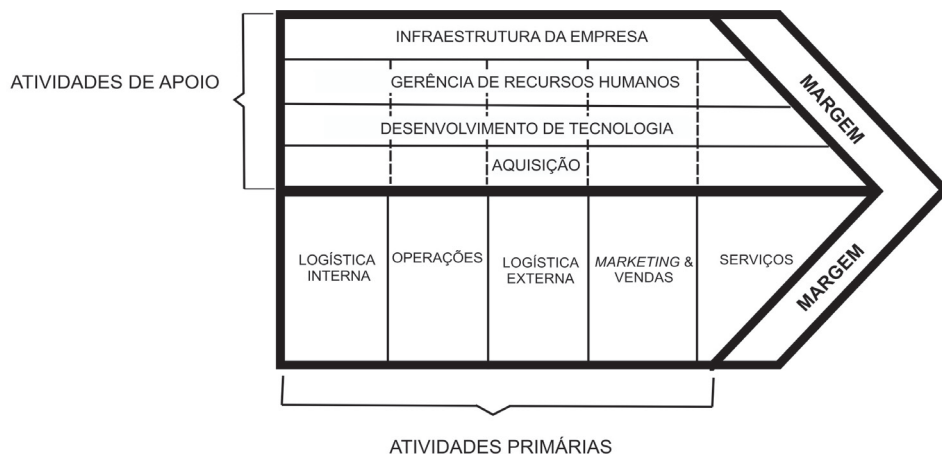 INFRAESTRUTURA DA EMPRESA
ATIVIDADES DE APOIO
GERÊNCIA DE RECURSOS HUMANOS
DESENVOLVIMENTO DE TECNOLOGIA
AQUISIÇÃO
MARGEM
LOGÍSTICA
INTERNA
OPERAÇÕES
LOGÍSTICA
EXTERNA
MARKETING &
VENDAS
SERVIÇOS
MARGEM
ATIVIDADES PRIMÁRIAS